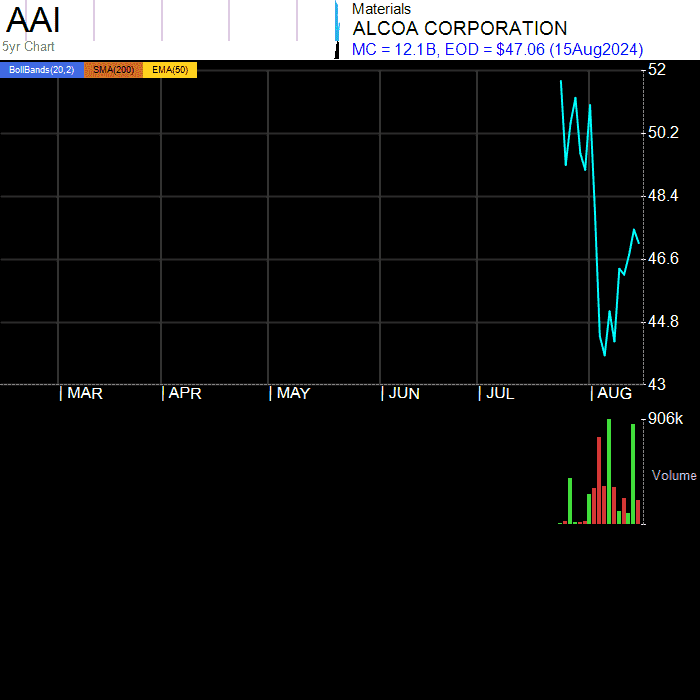 AAI
5yr Chart
Materials
ALCOA CORPORATION
MC = 12.1B, EOD = $47.06 (15Aug2024)
BollBands(20,2) SMA(200) EMA(50)
52
50.2
48.4
46.6
44.8
43
| MAR | APR | MAY | JUN | JUL | AUG
906k
Volume